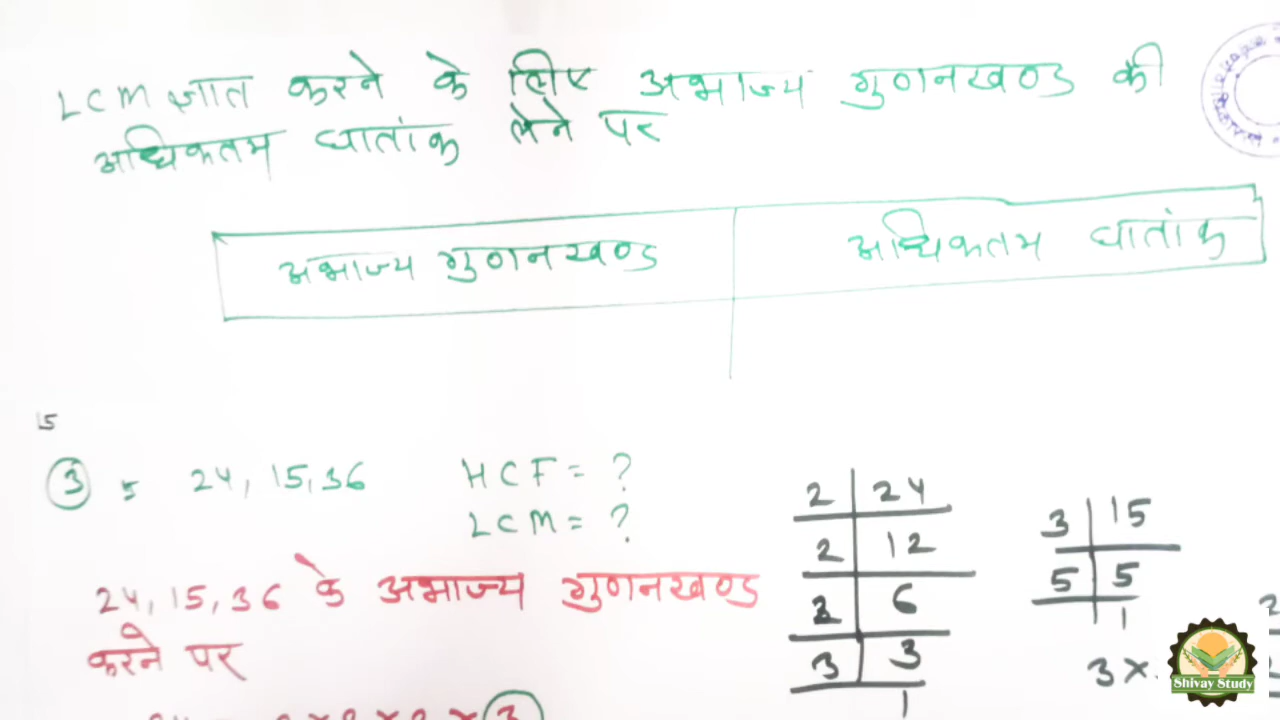 LCM ज्ञात करने के लिए अभाज्य गुणनखण्ड की
अधिकतम घातांक लेने पर
अभाज्य गुणनखण्ड अधिकतम घातांक
15
3 24, 15, 36 HCF = ?
LCM = ?
24, 15, 36 के अभाज्य गुणनखण्ड
करने पर
2 24
2 12
2 6
3 3
1
3 15
5 5
1
3 ×
Shivay Study